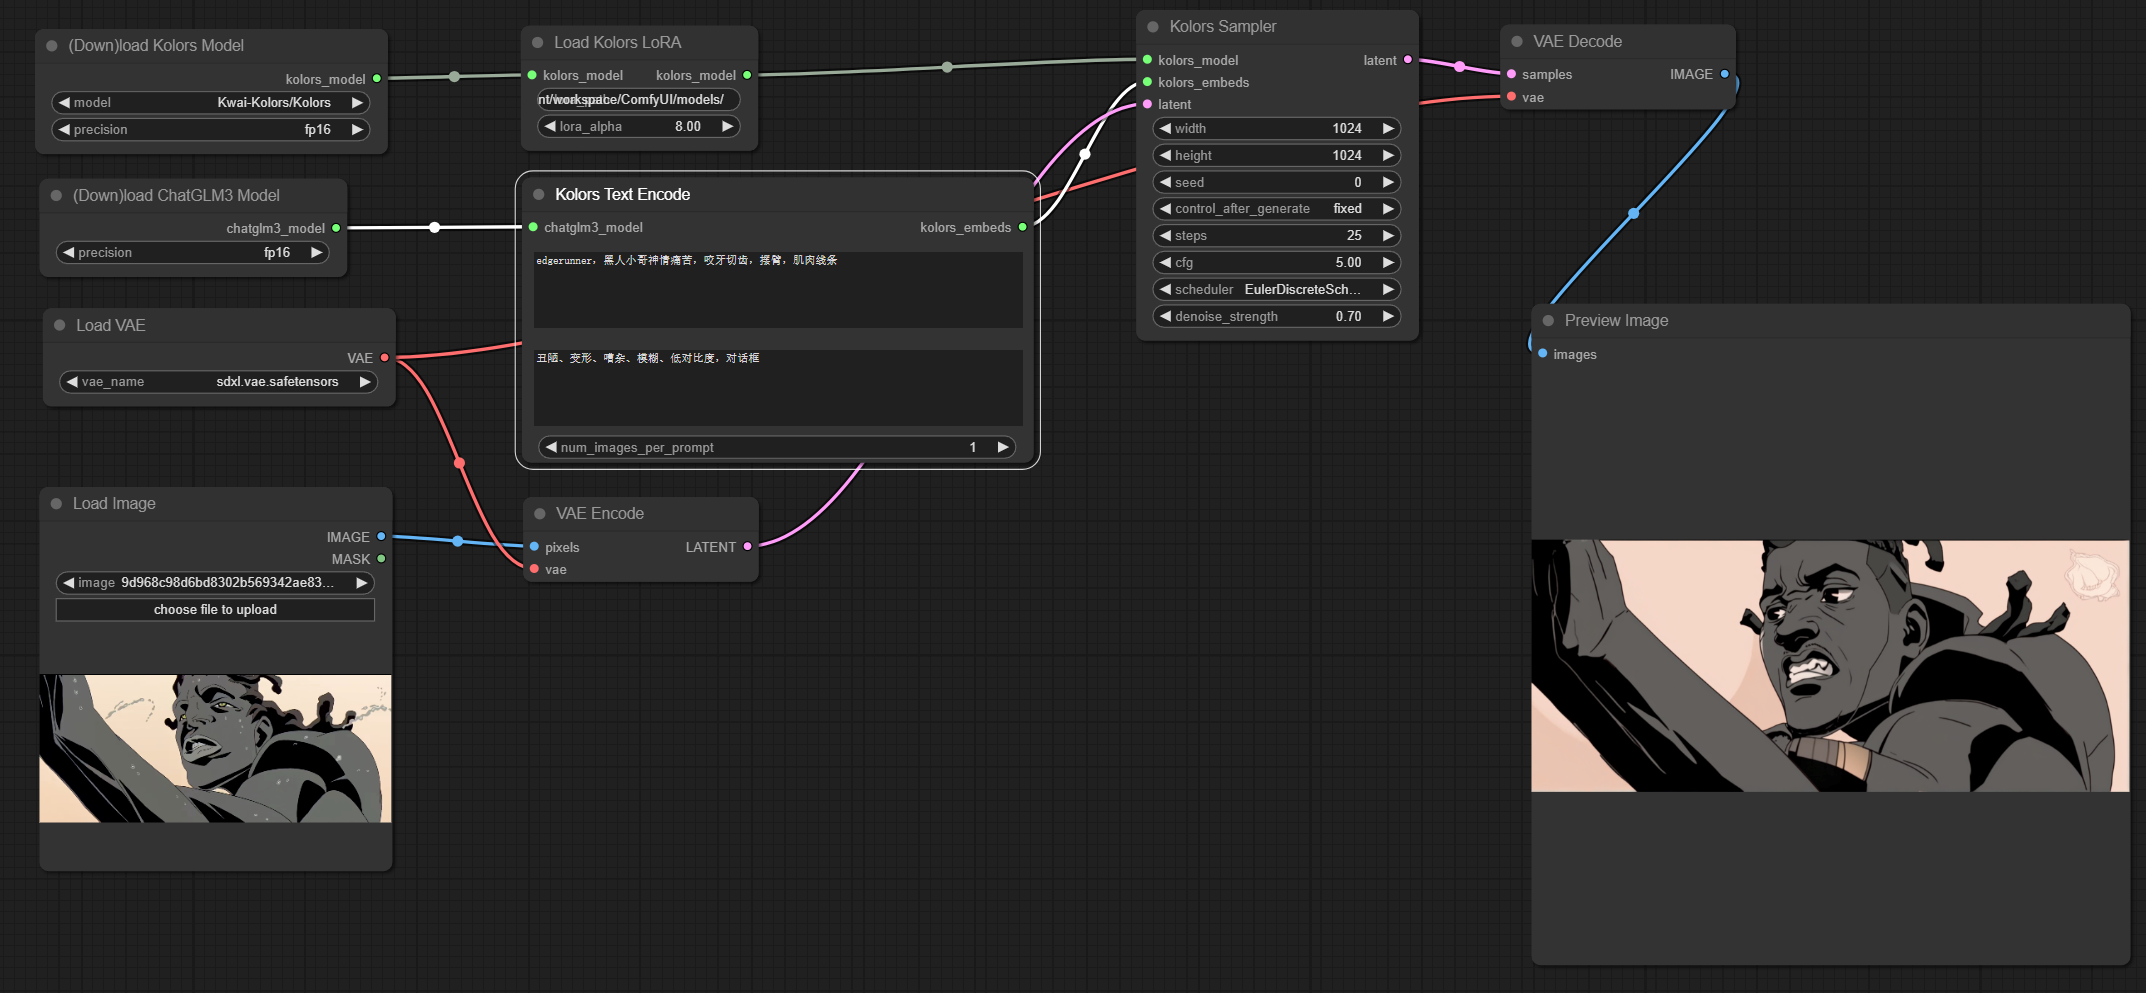 (Down)load Kolors Model
kolors_model
model Kwai-Kolors/Kolors
precision fp16
(Down)load ChatGLM3 Model
chatglm3_model
precision fp16
Load VAE
VAE
vae_name sdxl.vae.safetensors
Load Image
IMAGE
MASK
image 9d968c98d6bd8302b569342ae83...
choose file to upload
Load Kolors LoRA
kolors_model kolors_model
nt/workspace/ComfyUI/models/
lora_alpha 8.00
Kolors Text Encode
chatglm3_model kolors_embeds
edgerunner，黑人小哥神情痛苦，咬牙切齿，摆臂，肌肉线条
丑陋、变形、嘈杂、模糊、低对比度，对话框
num_images_per_prompt 1
VAE Encode
pixels LATENT
vae
Kolors Sampler
kolors_model latent
kolors_embeds
latent
width 1024
height 1024
seed 0
control_after_generate fixed
steps 25
cfg 5.00
scheduler EulerDiscreteSch...
denoise_strength 0.70
VAE Decode
samples IMAGE
vae
Preview Image
images